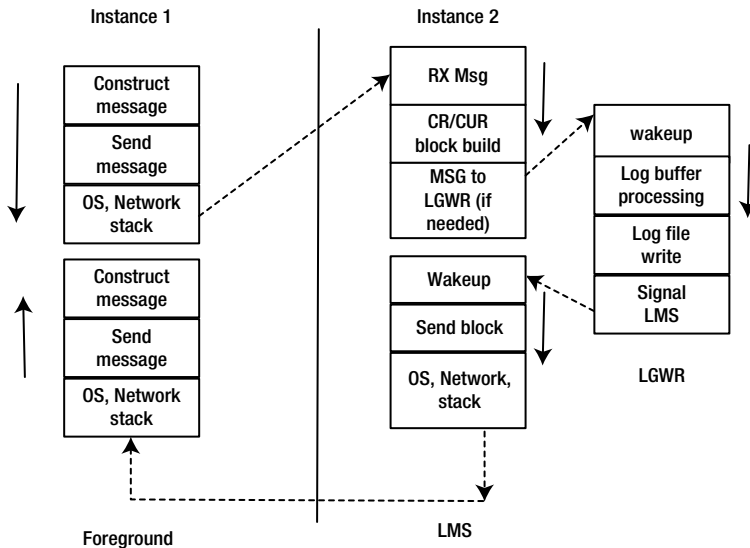 Instance 1
Instance 2
Construct
message
Send
message
OS, Network
stack
Construct
message
Send
message
OS, Network
stack
Foreground
RX Msg
CR/CUR
block build
MSG to
LGWR (if
needed)
Wakeup
Send block
OS, Network,
stack
LMS
wakeup
Log buffer
processing
Log file
write
Signal
LMS
LGWR